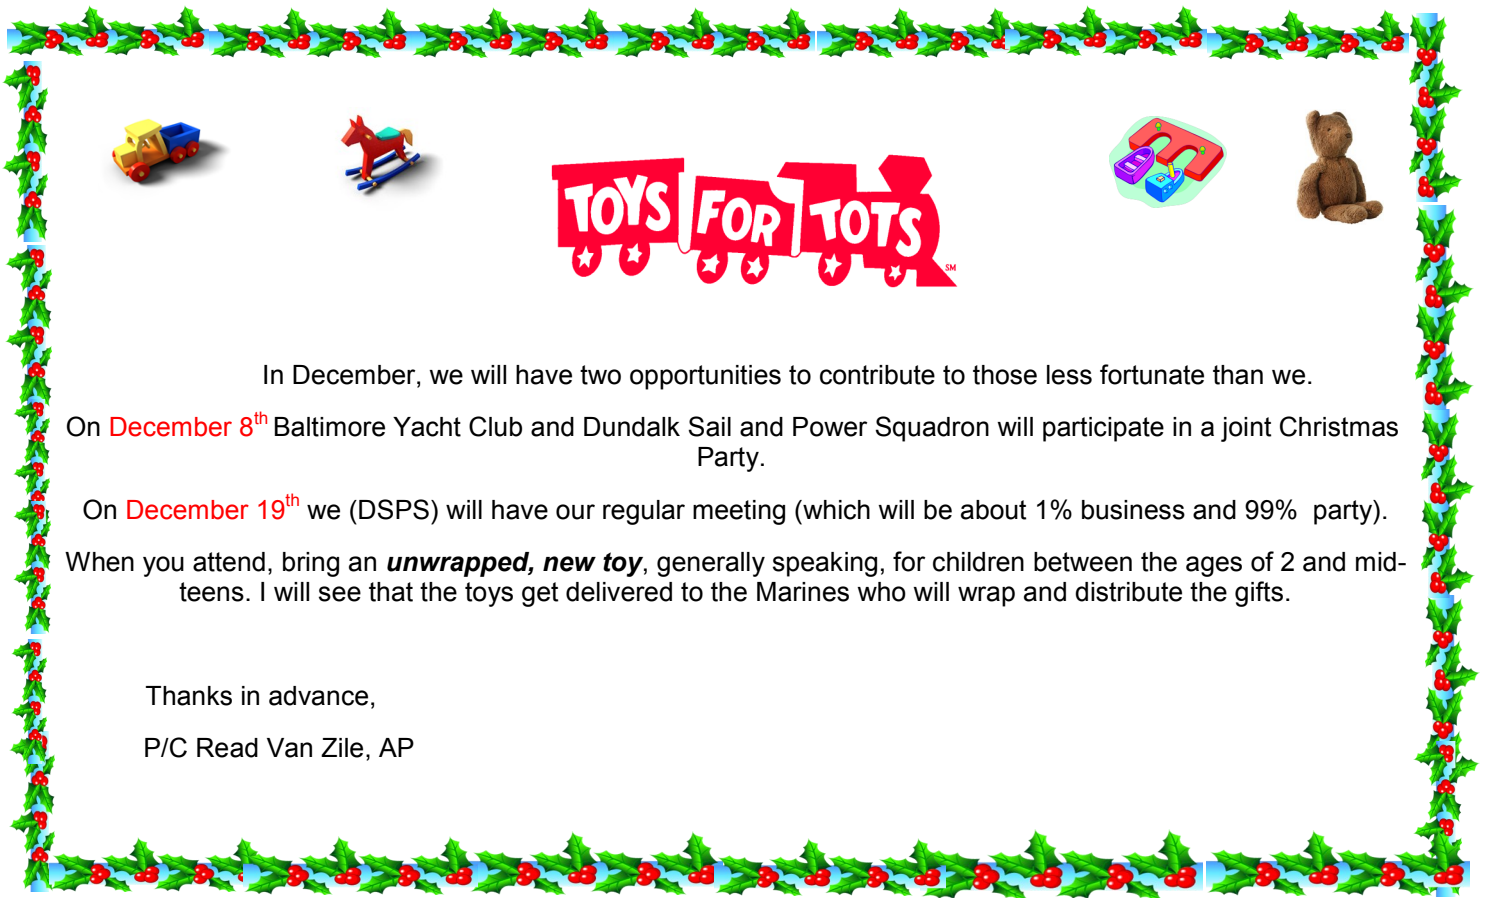 TOYS FOR TOTS
SM
In December, we will have two opportunities to contribute to those less fortunate than we.
On December 8th Baltimore Yacht Club and Dundalk Sail and Power Squadron will participate in a joint Christmas
Party.
On December 19th we (DSPS) will have our regular meeting (which will be about 1% business and 99%  party).
When you attend, bring an unwrapped, new toy, generally speaking, for children between the ages of 2 and mid-
teens. I will see that the toys get delivered to the Marines who will wrap and distribute the gifts.
Thanks in advance,
P/C Read Van Zile, AP